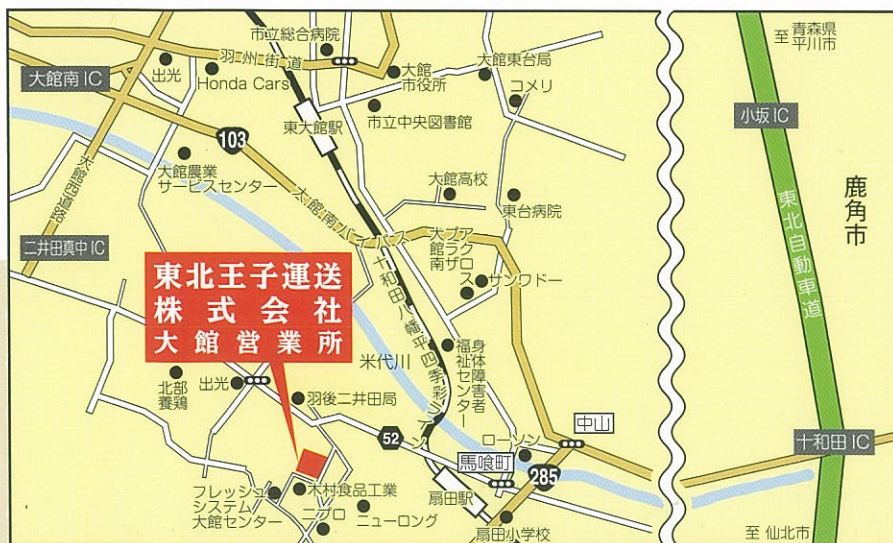 市立総合病院
羽州街道
出光
Honda Cars
大館南IC
大館
市役所
大館東台局
コメリ
東大館駅
市立中央図書館
103
大館農業
サービスセンター
大館西道路
大館南バイパス
大館高校
東台病院
二井田真中IC
アクロス
プラザ
大館南
サンワドー
東北王子運送
株式会社
大館営業所
十和田八幡平四季彩ライン
米代川
身体障害者
福祉センター
北部
養鶏
出光
羽後二井田局
52
中山
ローソン
馬喰町
285
扇田駅
フレッシュ
システム
大館センター
木村食品工業
ニプロ
ニューロング
扇田小学校
至 青森県
平川市
小坂IC
鹿角市
東北自動車道
十和田IC
至 仙北市